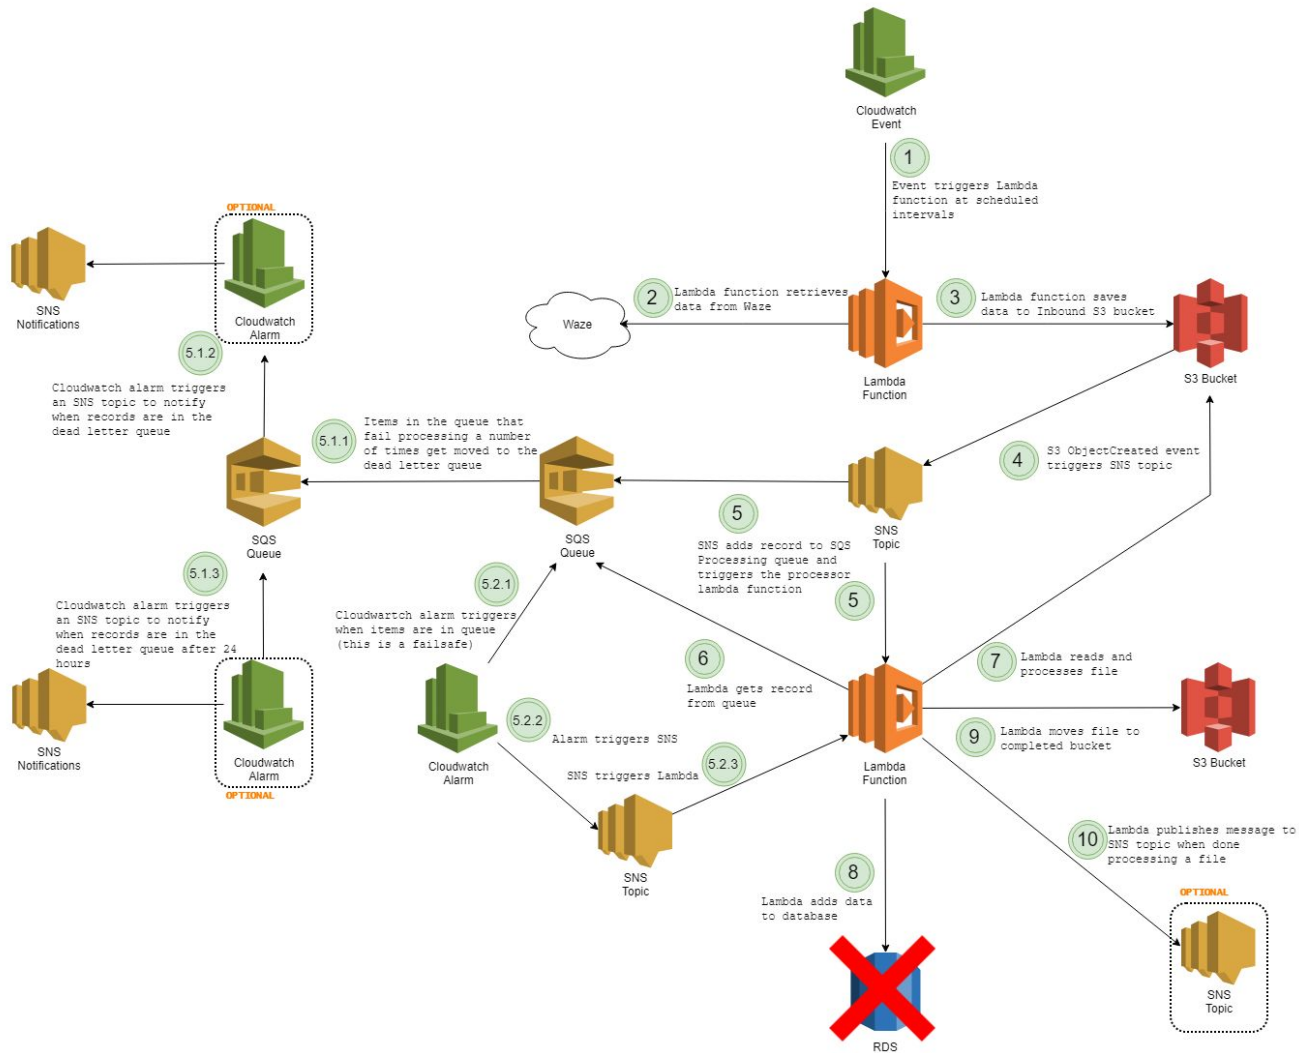 Cloudwatch
Event
1
Event triggers Lambda
function at scheduled
intervals
OPTIONAL
SNS
Notifications
Cloudwatch
Alarm
2
Lambda function retrieves
data from Waze
Waze
3
Lambda function saves
data to Inbound S3 bucket
Lambda
Function
S3 Bucket
5.1.2
Cloudwatch alarm triggers
an SNS topic to notify
when records are in the
dead letter queue
5.1.1
Items in the queue that
fail processing a number
of times get moved to the
dead letter queue
4
S3 ObjectCreated event
triggers SNS topic
SQS
Queue
SQS
Queue
SNS
Topic
5
SNS adds record to SQS
Processing queue and
triggers the processor
lambda function
5
5.1.3
Cloudwatch alarm triggers
an SNS topic to notify
when records are in the
dead letter queue after 24
hours
5.2.1
Cloudwartch alarm triggers
when items are in queue
(this is a failsafe)
6
Lambda gets record
from queue
7
Lambda reads and
processes file
SNS
Notifications
Cloudwatch
Alarm
OPTIONAL
Cloudwatch
Alarm
5.2.2
Alarm triggers SNS
SNS triggers Lambda
5.2.3
Lambda
Function
9
Lambda moves file to
completed bucket
S3 Bucket
SNS
Topic
8
Lambda adds data
to database
10
Lambda publishes message to
SNS topic when done
processing a file
OPTIONAL
SNS
Topic
RDS